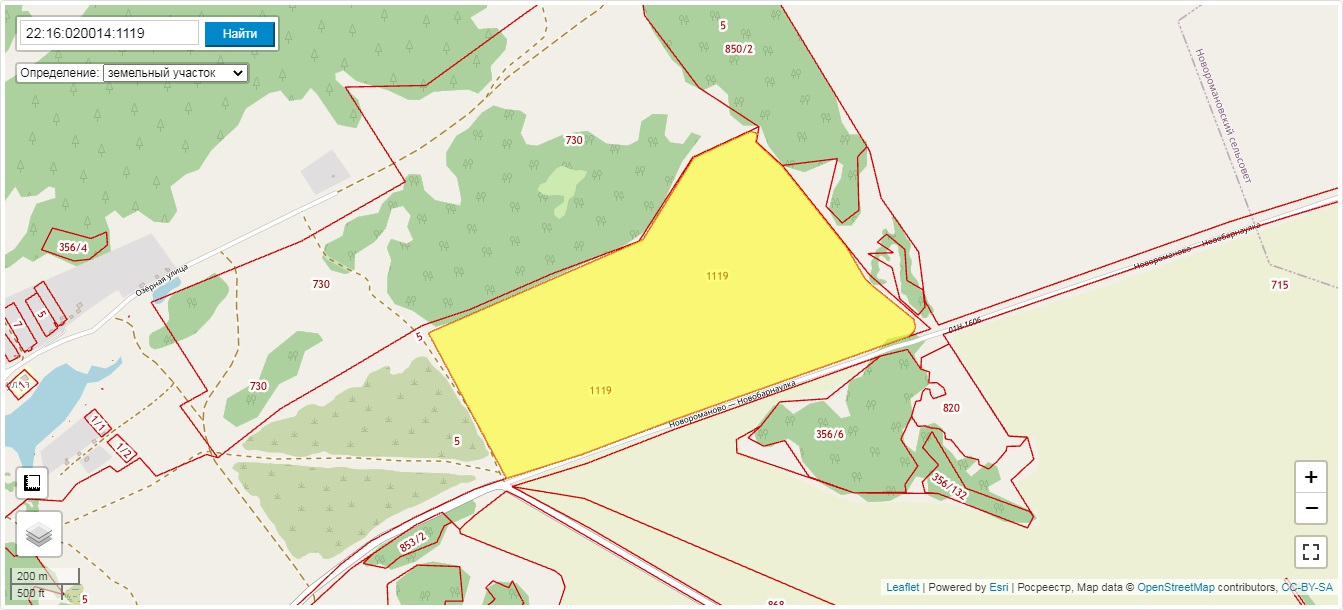 22:16:020014:1119
Найти
Определение: земельный участок
5
850/2
Новоромановский сельсовет
730
356/4
Озёрная улица
730
1119
Новороманово — Новобарнаулка
715
7
5
01Н-1606
5
730
1119
Новороманово — Новобарнаулка
820
1/1
1/2
5
356/6
356/132
853/2
+
−
200 m
500 ft
5
868
Leaflet | Powered by Esri | Росреестр, Map data © OpenStreetMap contributors, CC-BY-SA